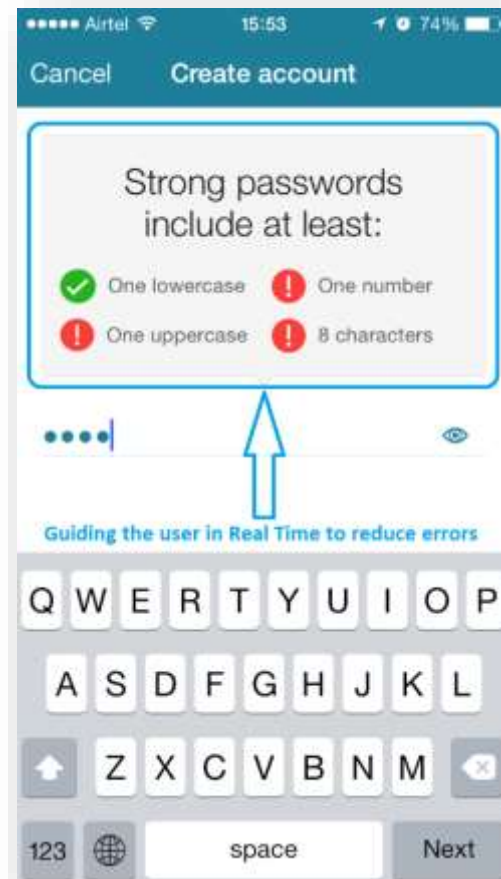 Airtel 15:53 74%
Cancel Create account
Strong passwords
include at least:
One lowercase One number
One uppercase 8 characters
Guiding the user in Real Time to reduce errors
Q W E R T Y U I O P
A S D F G H J K L
Z X C V B N M
123 space Next